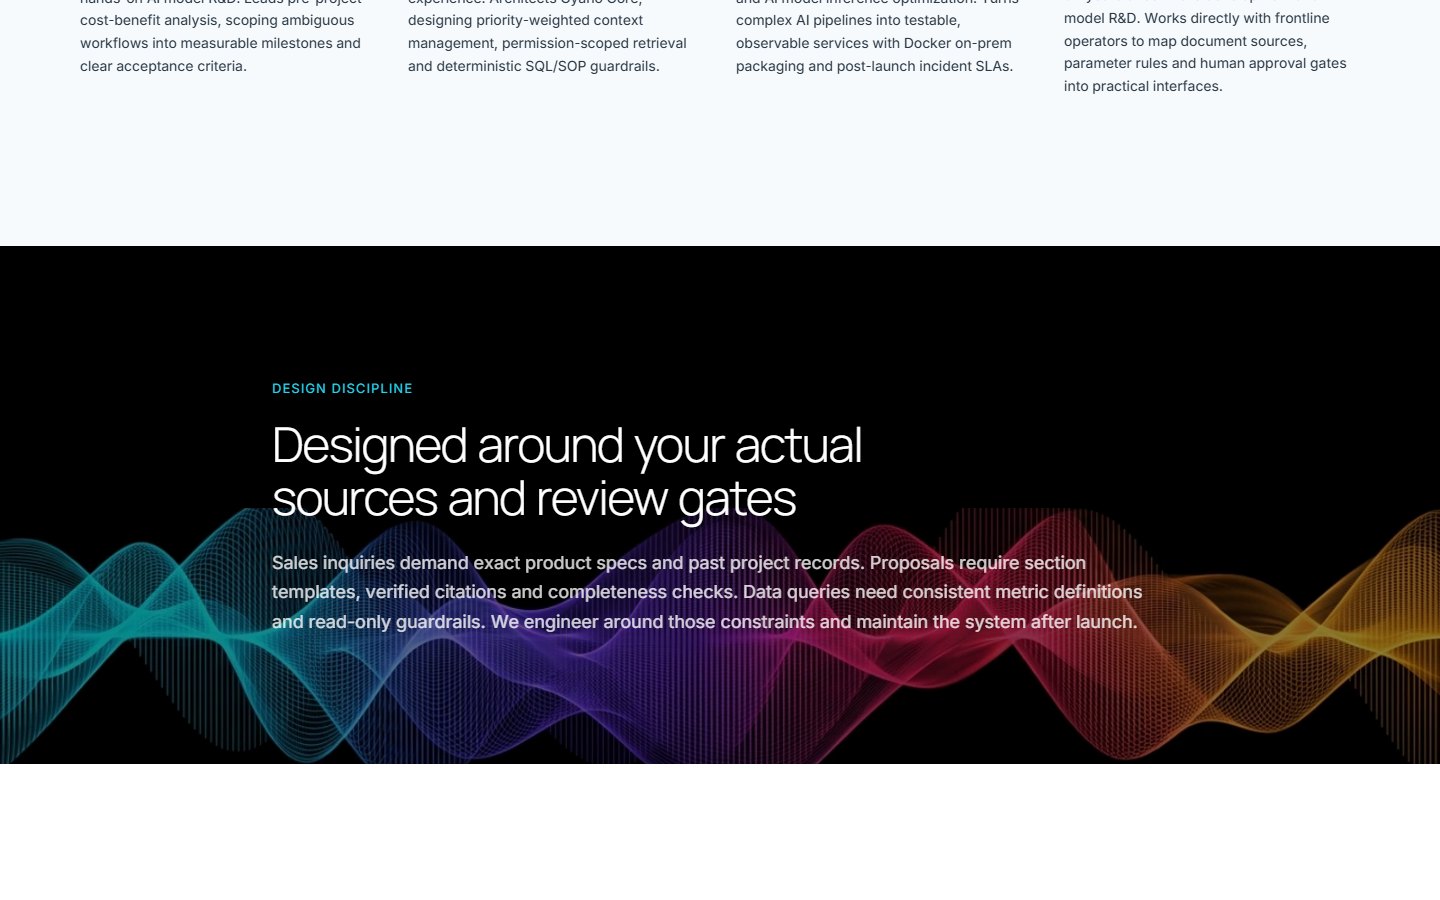 cost-benefit analysis, scoping ambiguous
workflows into measurable milestones and
clear acceptance criteria.
designing priority-weighted context
management, permission-scoped retrieval
and deterministic SQL/SOP guardrails.
complex AI pipelines into testable,
observable services with Docker on-prem
packaging and post-launch incident SLAs.
model R&D. Works directly with frontline
operators to map document sources,
parameter rules and human approval gates
into practical interfaces.
DESIGN DISCIPLINE
Designed around your actual
sources and review gates
Sales inquiries demand exact product specs and past project records. Proposals require section
templates, verified citations and completeness checks. Data queries need consistent metric definitions
and read-only guardrails. We engineer around those constraints and maintain the system after launch.